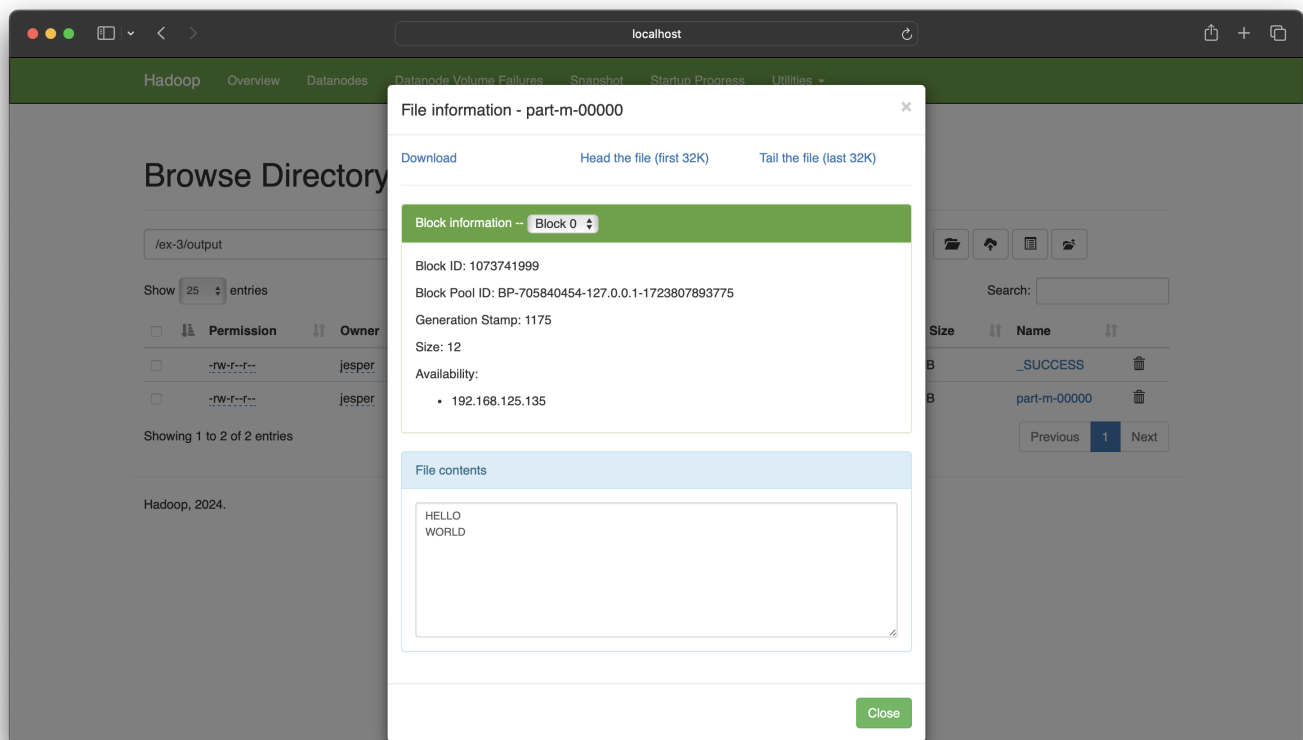 localhost
Hadoop Overview Datanodes Datanode Volume Failures Snapshot Startup Progress Utilities
File information - part-m-00000 ×
Download Head the file (first 32K) Tail the file (last 32K)
Browse Directory
Block information -- Block 0
/ex-3/output
Block ID: 1073741999
Block Pool ID: BP-705840454-127.0.0.1-1723807893775
Generation Stamp: 1175
Size: 12
Availability:
• 192.168.125.135
Show 25 entries
Search:
Permission Owner Size Name
-rw-r--r-- jesper B _SUCCESS
-rw-r--r-- jesper B part-m-00000
Showing 1 to 2 of 2 entries
Previous 1 Next
File contents
HELLO
WORLD
Hadoop, 2024.
Close